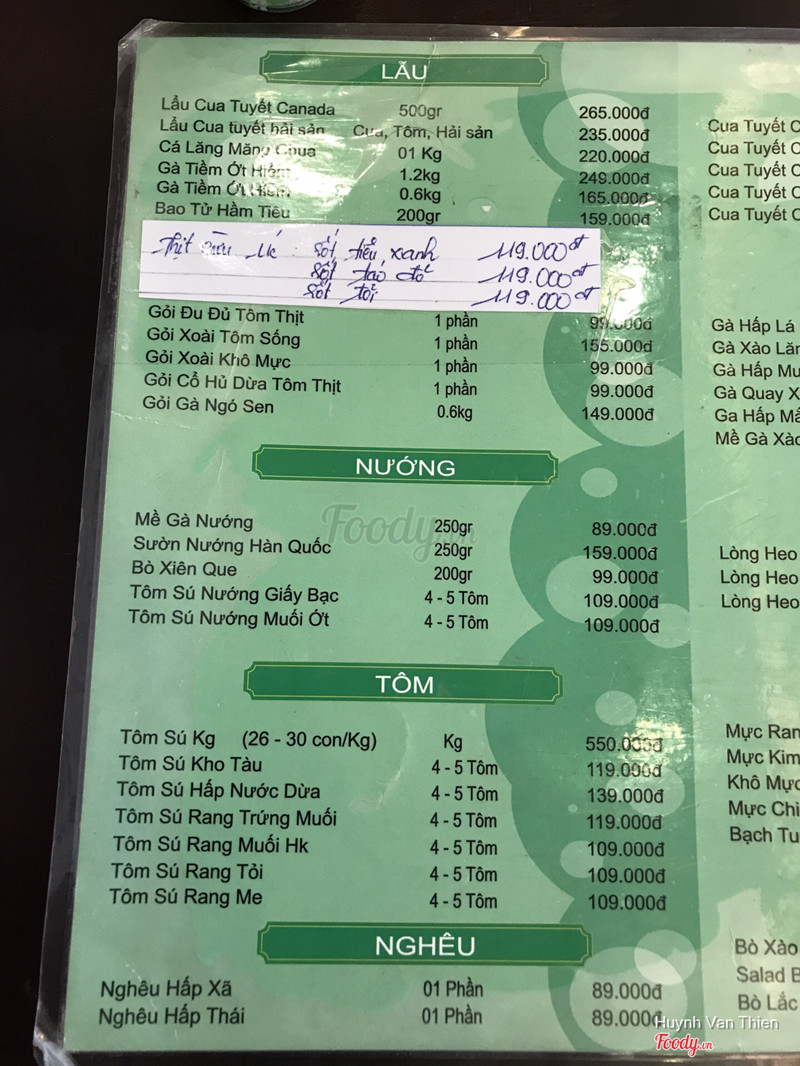 LẨU
Lẩu Cua Tuyết Canada 500gr 265.000đ
Lẩu Cua tuyết hải sản Cua, Tôm, Hải sản 235.000đ
Cá Lăng Măng Chua 01 Kg 220.000đ
Gà Tiềm Ớt Hiểm 1.2kg 249.000đ
Gà Tiềm Ớt Hiểm 0.6kg 165.000đ
Bao Tử Hầm Tiêu 200gr 159.000đ
Thịt cừu Úc : Sốt tiêu xanh 119.000đ
Sốt táo đỏ 119.000đ
Sốt tỏi 119.000đ
Gỏi Đu Đủ Tôm Thịt 1 phần 99.000đ
Gỏi Xoài Tôm Sống 1 phần 155.000đ
Gỏi Xoài Khô Mực 1 phần 99.000đ
Gỏi Cổ Hủ Dừa Tôm Thịt 1 phần 99.000đ
Gỏi Gà Ngó Sen 0.6kg 149.000đ
NƯỚNG
Mề Gà Nướng 250gr 89.000đ
Sườn Nướng Hàn Quốc 250gr 159.000đ
Bò Xiên Que 200gr 99.000đ
Tôm Sú Nướng Giấy Bạc 4 - 5 Tôm 109.000đ
Tôm Sú Nướng Muối Ớt 4 - 5 Tôm 109.000đ
TÔM
Tôm Sú Kg (26 - 30 con/Kg) Kg 550.000đ
Tôm Sú Kho Tàu 4 - 5 Tôm 119.000đ
Tôm Sú Hấp Nước Dừa 4 - 5 Tôm 139.000đ
Tôm Sú Rang Trứng Muối 4 - 5 Tôm 119.000đ
Tôm Sú Rang Muối Hk 4 - 5 Tôm 109.000đ
Tôm Sú Rang Tỏi 4 - 5 Tôm 109.000đ
Tôm Sú Rang Me 4 - 5 Tôm 109.000đ
NGHÊU
Nghêu Hấp Xã 01 Phần 89.000đ
Nghêu Hấp Thái 01 Phần 89.000đ
Cua Tuyết C
Cua Tuyết C
Cua Tuyết C
Cua Tuyết C
Cua Tuyết C
Gà Hấp Lá
Gà Xào Lăn
Gà Hấp Mu
Gà Quay X
Ga Hấp Mắ
Mề Gà Xào
Lòng Heo
Lòng Heo
Lòng Heo
Mực Ran
Mực Kim
Khô Mực
Mực Chi
Bạch Tu
Bò Xào
Salad B
Bò Lắc
Foody.vn
Huynh Van Thien
Foody.vn